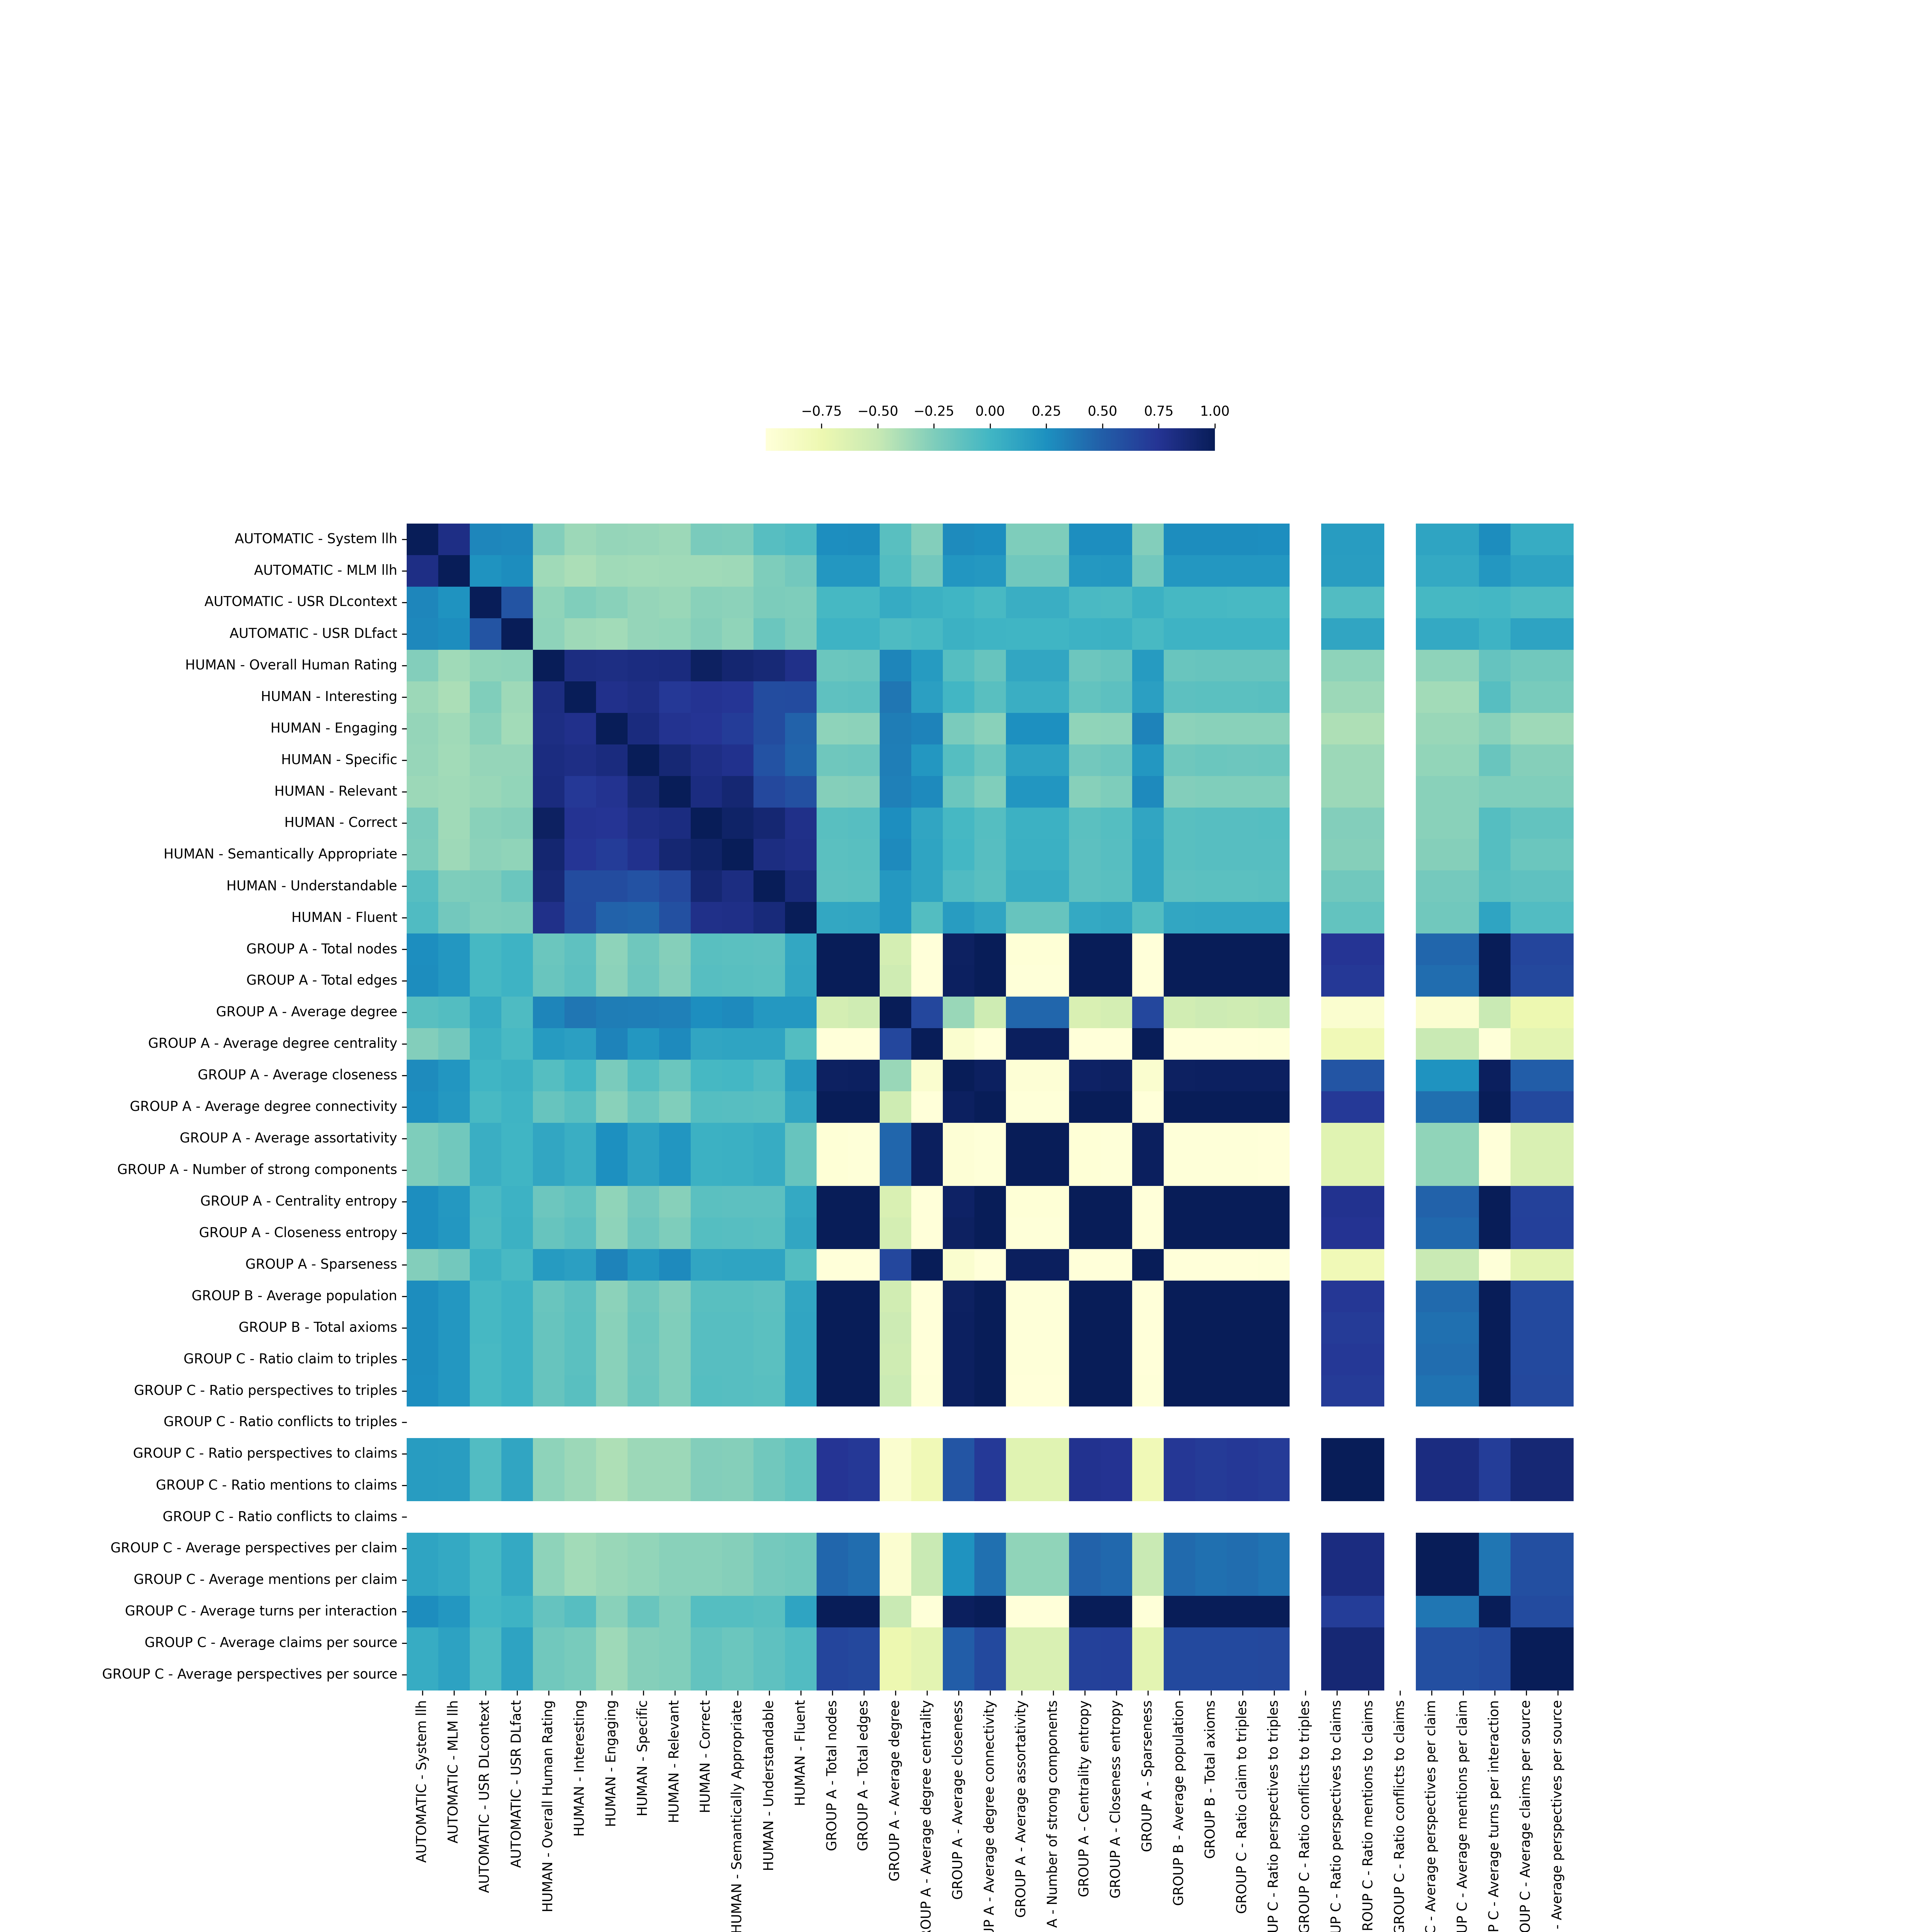 −0.75 −0.50 −0.25 0.00 0.25 0.50 0.75 1.00
AUTOMATIC - System llh
AUTOMATIC - MLM llh
AUTOMATIC - USR DLcontext
AUTOMATIC - USR DLfact
HUMAN - Overall Human Rating
HUMAN - Interesting
HUMAN - Engaging
HUMAN - Specific
HUMAN - Relevant
HUMAN - Correct
HUMAN - Semantically Appropriate
HUMAN - Understandable
HUMAN - Fluent
GROUP A - Total nodes
GROUP A - Total edges
GROUP A - Average degree
GROUP A - Average degree centrality
GROUP A - Average closeness
GROUP A - Average degree connectivity
GROUP A - Average assortativity
GROUP A - Number of strong components
GROUP A - Centrality entropy
GROUP A - Closeness entropy
GROUP A - Sparseness
GROUP B - Average population
GROUP B - Total axioms
GROUP C - Ratio claim to triples
GROUP C - Ratio perspectives to triples
GROUP C - Ratio conflicts to triples
GROUP C - Ratio perspectives to claims
GROUP C - Ratio mentions to claims
GROUP C - Ratio conflicts to claims
GROUP C - Average perspectives per claim
GROUP C - Average mentions per claim
GROUP C - Average turns per interaction
GROUP C - Average claims per source
GROUP C - Average perspectives per source
AUTOMATIC - System llh
AUTOMATIC - MLM llh
AUTOMATIC - USR DLcontext
AUTOMATIC - USR DLfact
HUMAN - Overall Human Rating
HUMAN - Interesting
HUMAN - Engaging
HUMAN - Specific
HUMAN - Relevant
HUMAN - Correct
HUMAN - Semantically Appropriate
HUMAN - Understandable
HUMAN - Fluent
GROUP A - Total nodes
GROUP A - Total edges
GROUP A - Average degree
A - Average degree centrality
GROUP A - Average closeness
A - Average degree connectivity
GROUP A - Average assortativity
A - Number of strong components
GROUP A - Centrality entropy
GROUP A - Closeness entropy
GROUP A - Sparseness
GROUP B - Average population
GROUP B - Total axioms
GROUP C - Ratio claim to triples
C - Ratio perspectives to triples
GROUP C - Ratio conflicts to triples
C - Ratio perspectives to claims
C - Ratio mentions to claims
GROUP C - Ratio conflicts to claims
C - Average perspectives per claim
C - Average mentions per claim
C - Average turns per interaction
C - Average claims per source
- Average perspectives per source